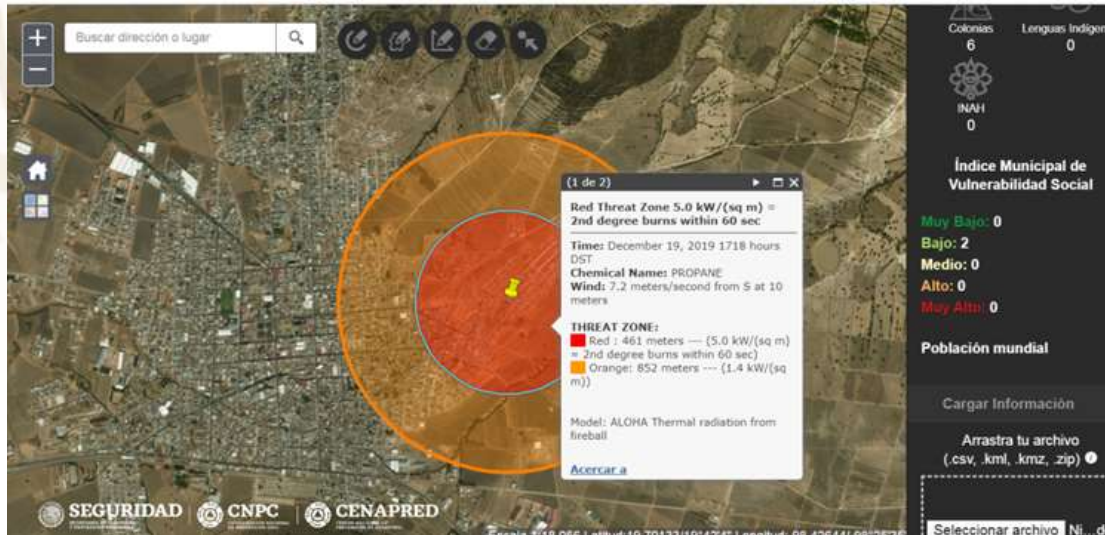 +
−
Buscar dirección o lugar
Colonias
6
Lenguas Indígen
0
INAH
0
Índice Municipal de
Vulnerabilidad Social
Muy Bajo: 0
Bajo: 2
Medio: 0
Alto: 0
Muy Alto: 0
Población mundial
Cargar Información
Arrastra tu archivo
(.csv, .kml, .kmz, .zip)
Seleccionar archivo Ni...d
(1 de 2)
Red Threat Zone 5.0 kW/(sq m) =
2nd degree burns within 60 sec
Time: December 19, 2019 1718 hours
DST
Chemical Name: PROPANE
Wind: 7.2 meters/second from S at 10
meters
THREAT ZONE:
Red : 461 meters --- (5.0 kW/(sq m)
= 2nd degree burns within 60 sec)
Orange: 852 meters --- (1.4 kW/(sq
m))
Model: ALOHA Thermal radiation from
fireball
Acercar a
SEGURIDAD
CNPC
CENAPRED